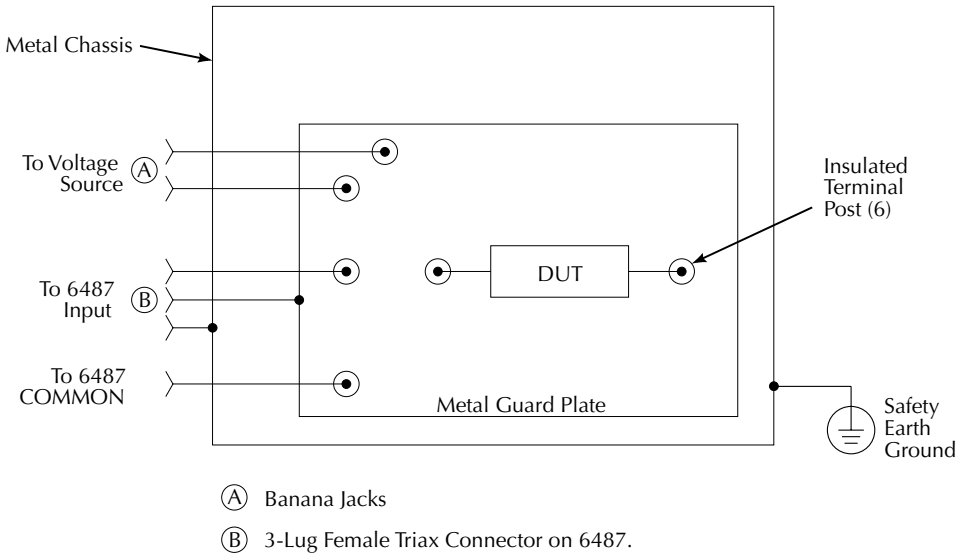 Metal Chassis
To Voltage
Source
A
Insulated
Terminal
Post (6)
DUT
To 6487
Input
B
To 6487
COMMON
Metal Guard Plate
Safety
Earth
Ground
A Banana Jacks
B 3-Lug Female Triax Connector on 6487.